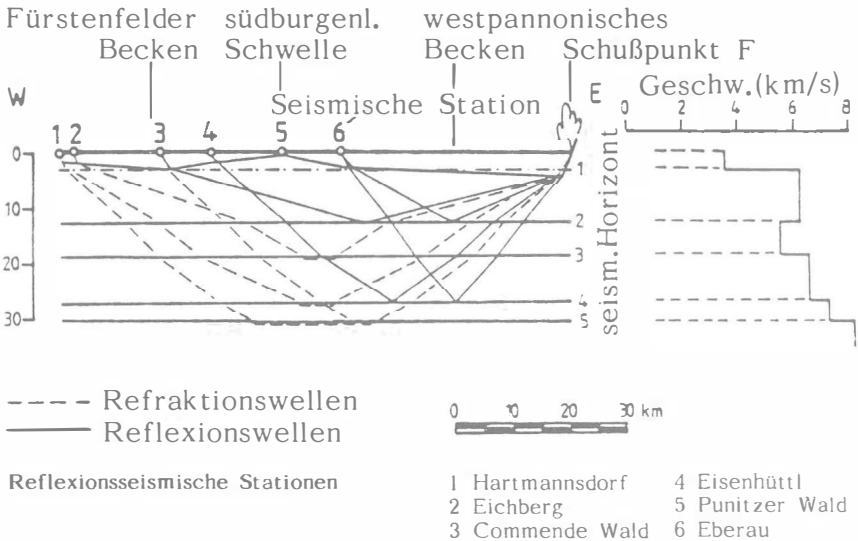 Fürstenfelder südburgenl. westpannonisches
Becken Schwelle Becken Schußpunkt F
W Seismische Station E Geschw.(km/s)
0 2 4 6 8
1 2 3 4 5 6
0
10
20
30
1
2
3
4
5
seism. Horizont
---- Refraktionswellen
Reflexionswellen
0 10 20 30 km
Reflexionsseismische Stationen
1 Hartmannsdorf 4 Eisenhüttl
2 Eichberg 5 Punitzer Wald
3 Commende Wald 6 Eberau